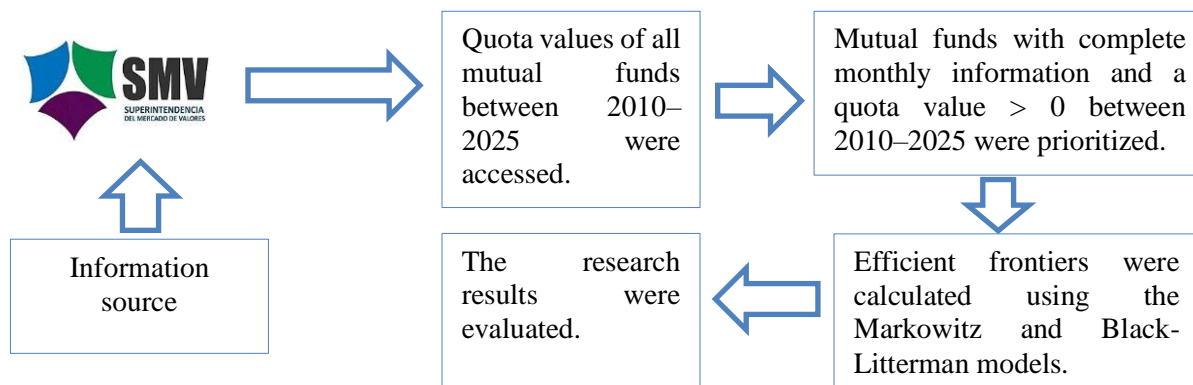 SMV
SUPERINTENDENCIA
DEL MERCADO DE VALORES
Quota values of all
mutual funds
between 2010–
2025 were
accessed.
Mutual funds with complete
monthly information and a
quota value > 0 between
2010–2025 were prioritized.
Information
source
The research
results were
evaluated.
Efficient frontiers were
calculated using the
Markowitz and Black-
Litterman models.